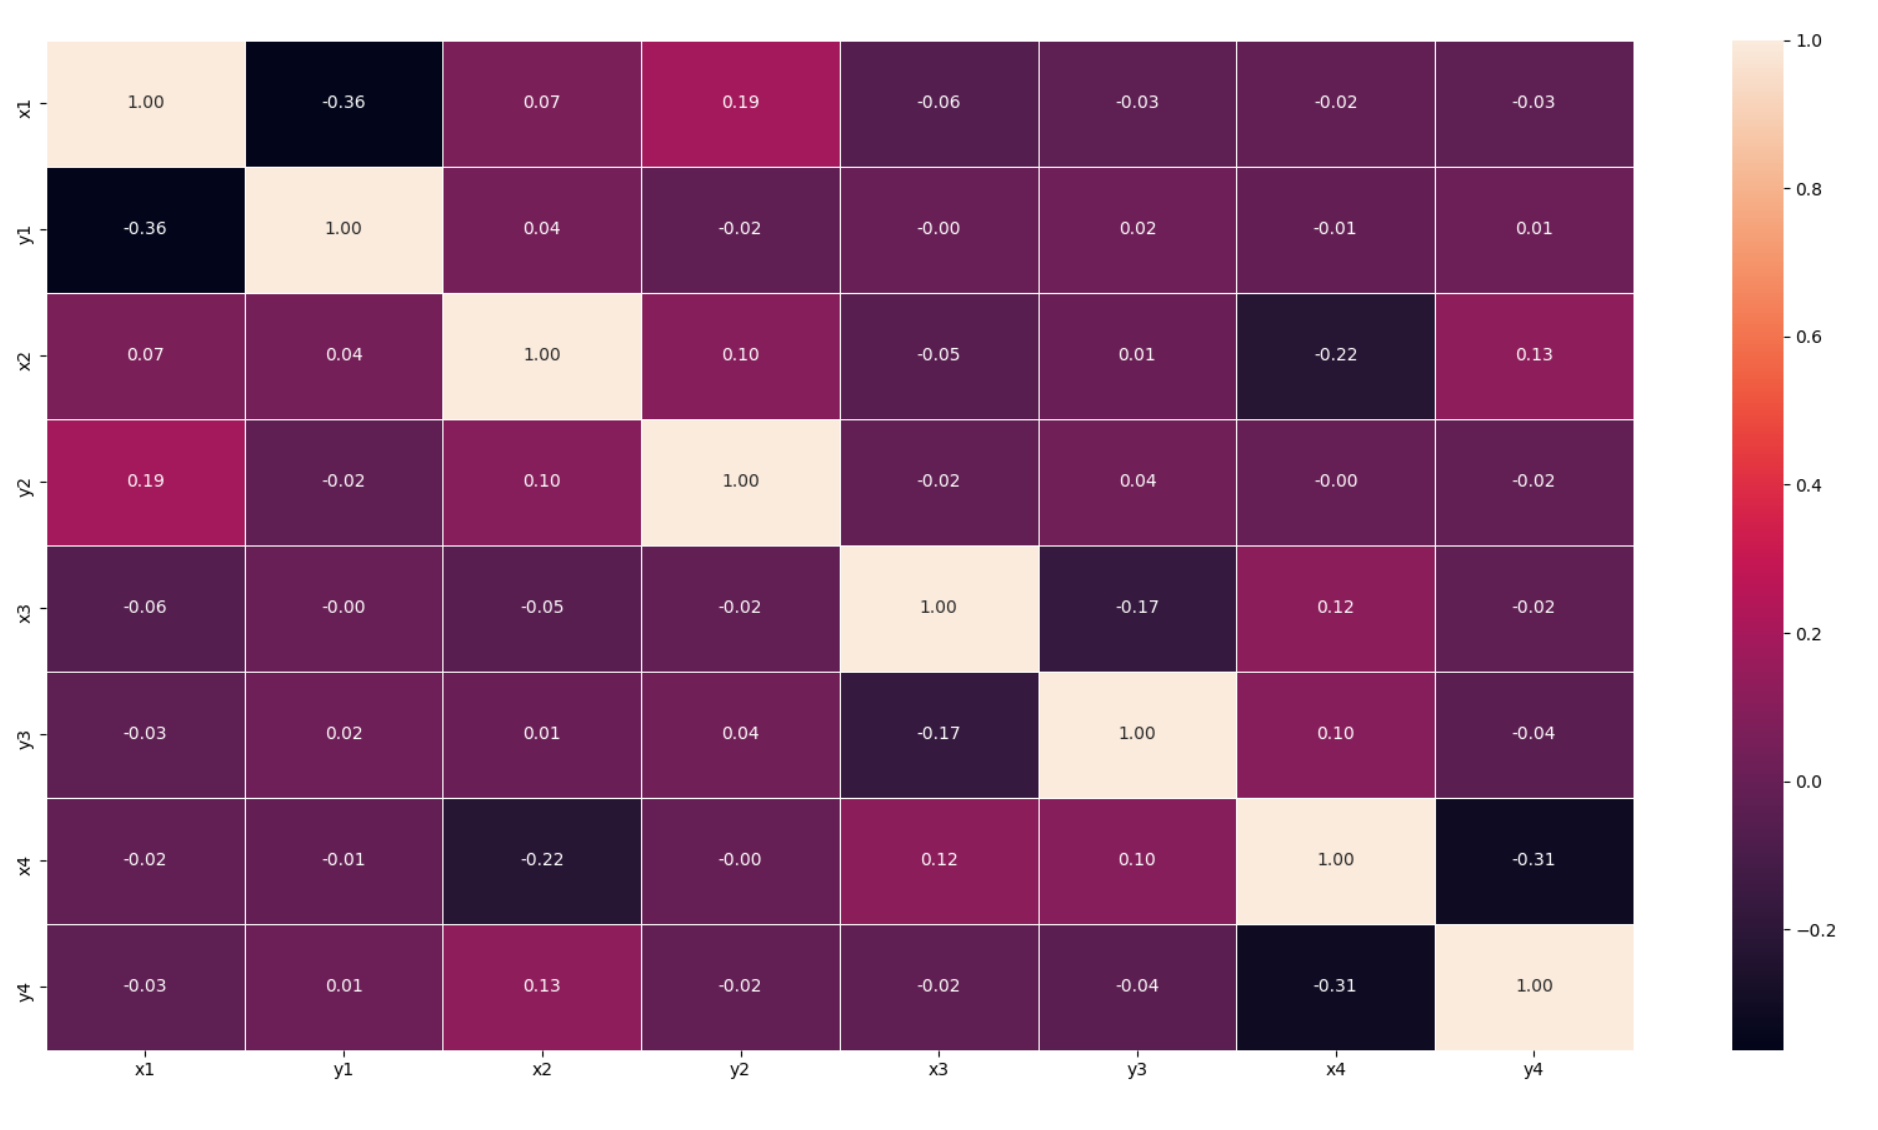 x1 1.00 -0.36 0.07 0.19 -0.06 -0.03 -0.02 -0.03
y1 -0.36 1.00 0.04 -0.02 -0.00 0.02 -0.01 0.01
x2 0.07 0.04 1.00 0.10 -0.05 0.01 -0.22 0.13
y2 0.19 -0.02 0.10 1.00 -0.02 0.04 -0.00 -0.02
x3 -0.06 -0.00 -0.05 -0.02 1.00 -0.17 0.12 -0.02
y3 -0.03 0.02 0.01 0.04 -0.17 1.00 0.10 -0.04
x4 -0.02 -0.01 -0.22 -0.00 0.12 0.10 1.00 -0.31
y4 -0.03 0.01 0.13 -0.02 -0.02 -0.04 -0.31 1.00
x1 y1 x2 y2 x3 y3 x4 y4
1.0
0.8
0.6
0.4
0.2
0.0
−0.2